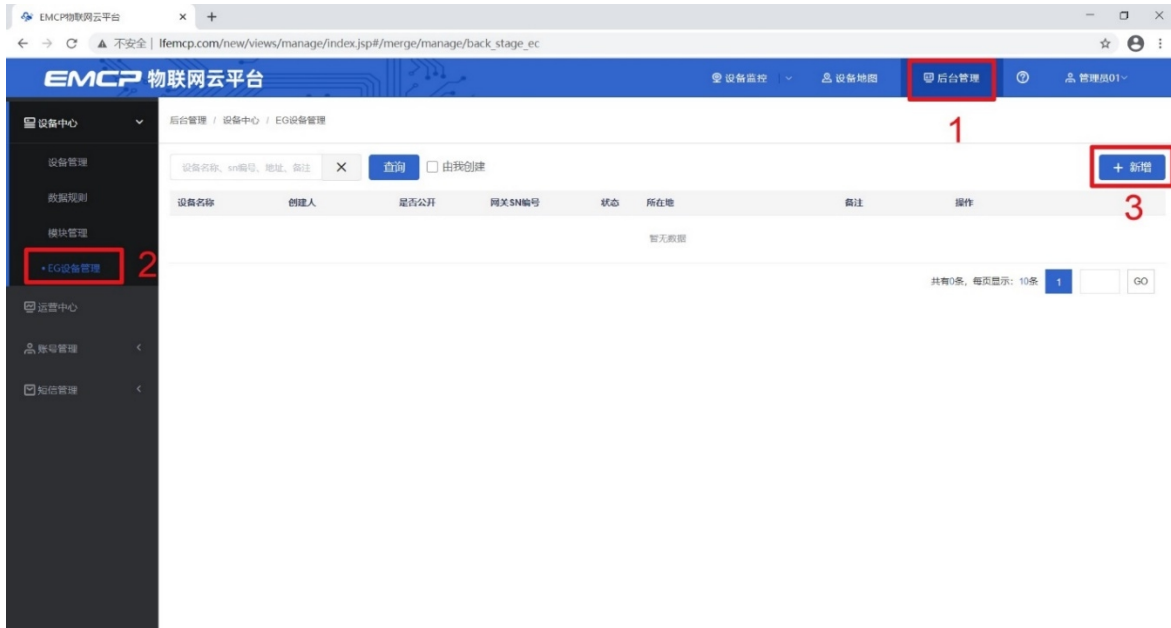 EMCP物联网云平台
不安全 | lfemcp.com/new/views/manage/index.jsp#/merge/manage/back_stage_ec
EMCP 物联网云平台
设备监控
设备地图
后台管理
管理员01
1
设备中心
后台管理 / 设备中心 / EG设备管理
设备管理
设备名称、sn编号、地址、备注
查询
由我创建
+ 新增
3
数据规则
设备名称 创建人 是否公开 网关SN编号 状态 所在地 备注 操作
模块管理
暂无数据
•EG设备管理
2
共有0条，每页显示：10条 1 GO
运营中心
账号管理
短信管理